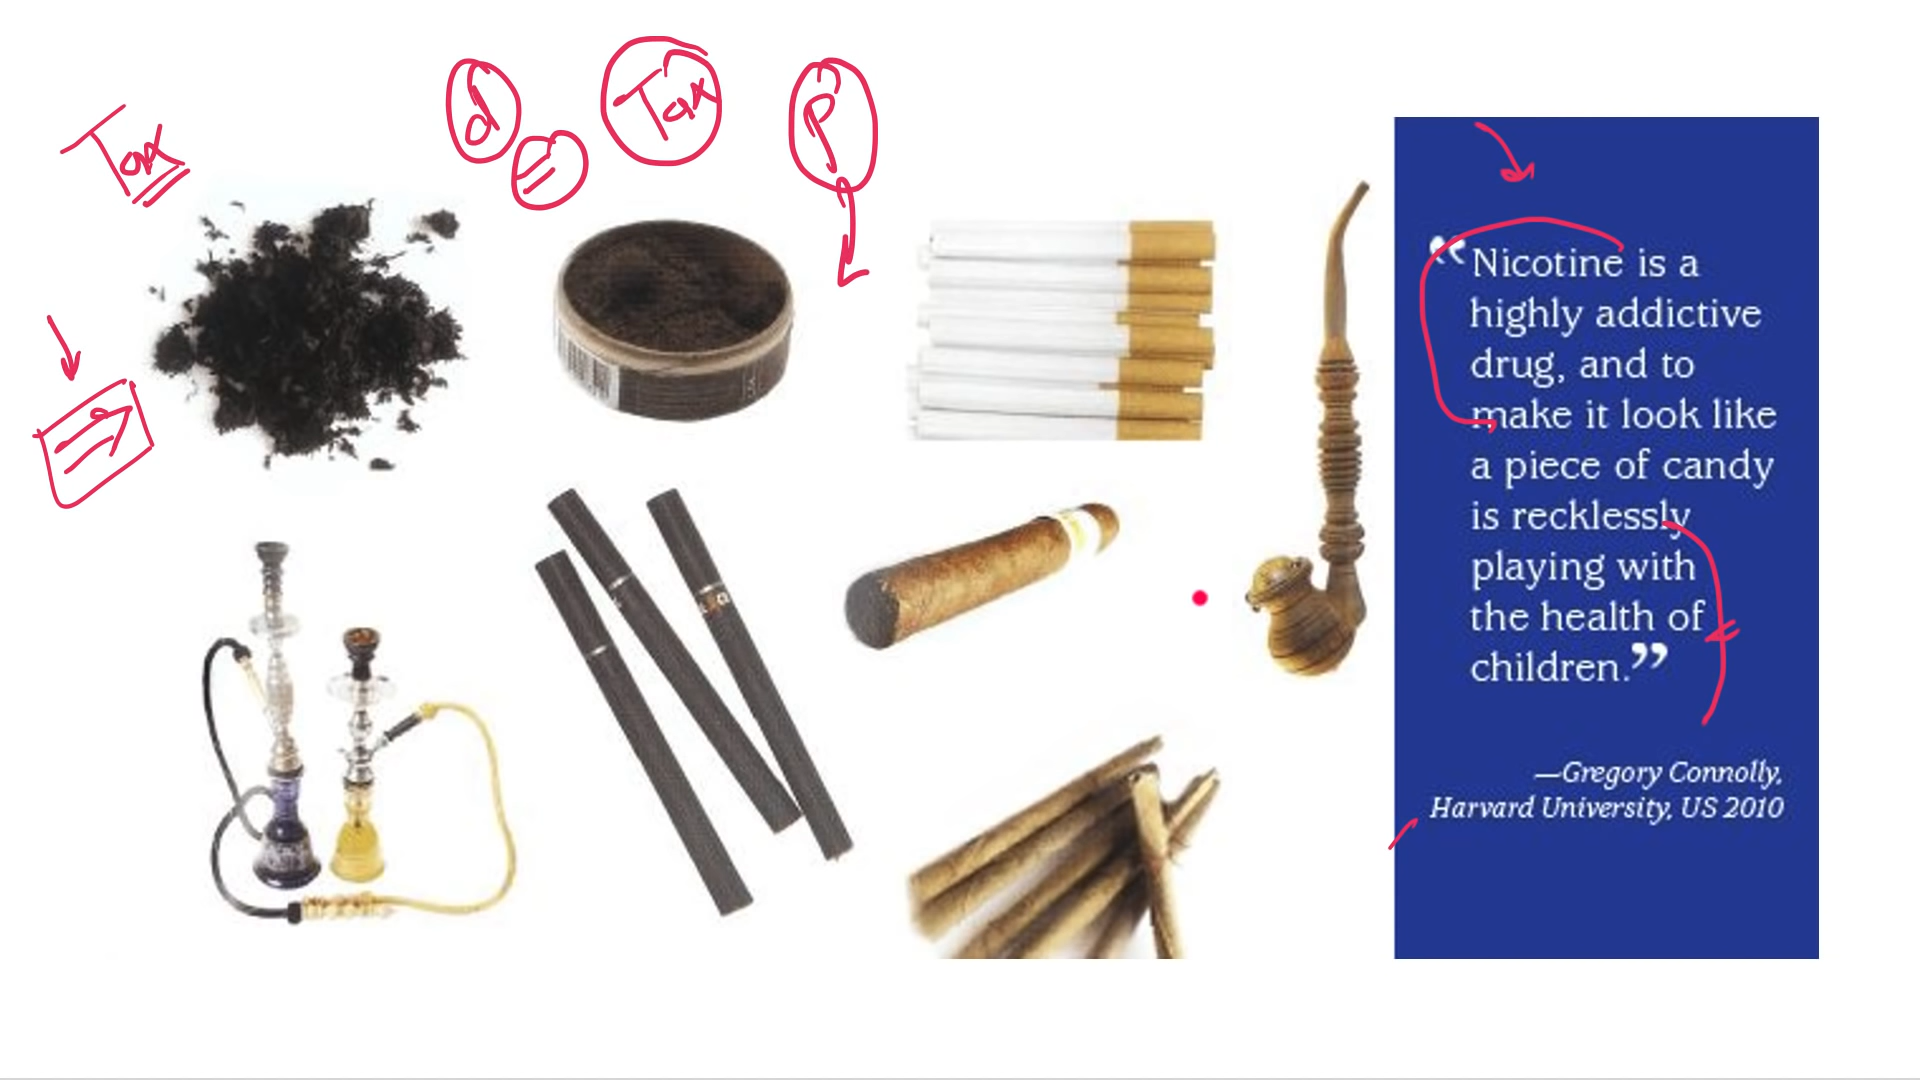 Tax
d
Tax
P
“Nicotine is a
highly addictive
drug, and to
make it look like
a piece of candy
is recklessly
playing with
the health of
children.”
—Gregory Connolly,
Harvard University, US 2010